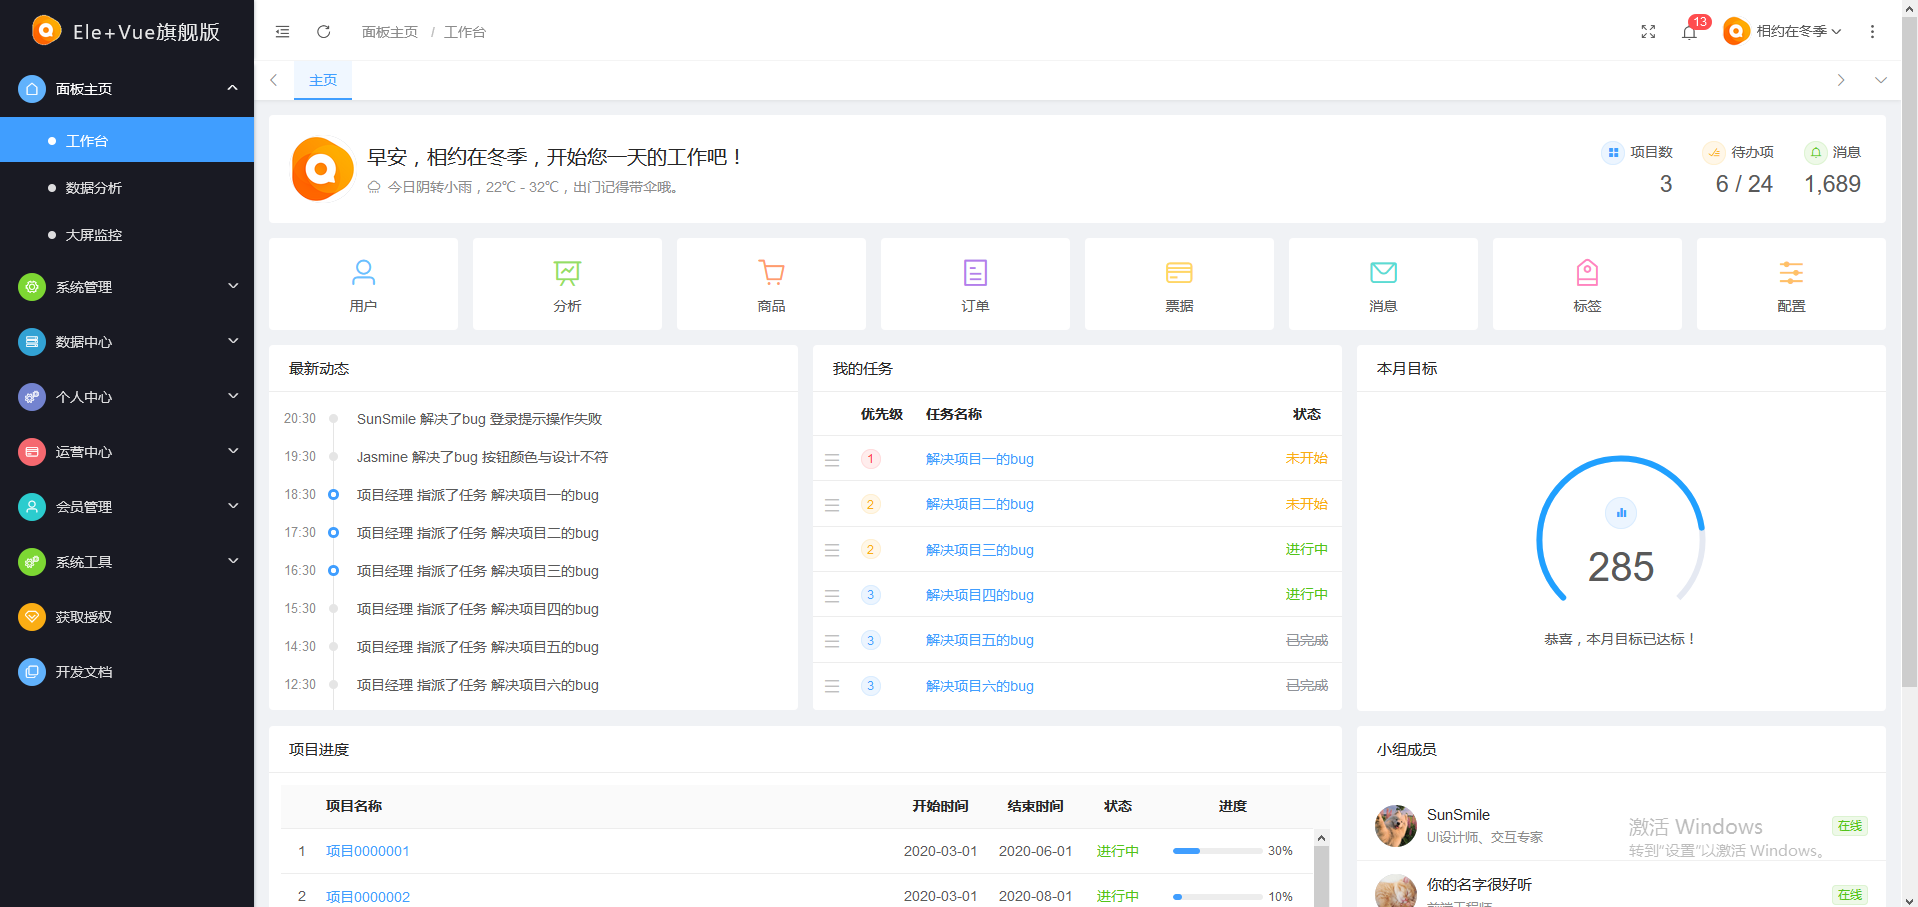 Ele+Vue旗舰版
面板主页
工作台
数据分析
大屏监控
系统管理
数据中心
个人中心
运营中心
会员管理
系统工具
获取授权
开发文档
面板主页 / 工作台
13
相约在冬季
主页
早安，相约在冬季，开始您一天的工作吧！
今日阴转小雨，22℃ - 32℃，出门记得带伞哦。
项目数
3
待办项
6 / 24
消息
1,689
用户
分析
商品
订单
票据
消息
标签
配置
最新动态
20:30 SunSmile 解决了bug 登录提示操作失败
19:30 Jasmine 解决了bug 按钮颜色与设计不符
18:30 项目经理 指派了任务 解决项目一的bug
17:30 项目经理 指派了任务 解决项目二的bug
16:30 项目经理 指派了任务 解决项目三的bug
15:30 项目经理 指派了任务 解决项目四的bug
14:30 项目经理 指派了任务 解决项目五的bug
12:30 项目经理 指派了任务 解决项目六的bug
我的任务
优先级 任务名称 状态
1 解决项目一的bug 未开始
2 解决项目二的bug 未开始
2 解决项目三的bug 进行中
3 解决项目四的bug 进行中
3 解决项目五的bug 已完成
3 解决项目六的bug 已完成
本月目标
285
恭喜，本月目标已达标！
项目进度
项目名称 开始时间 结束时间 状态 进度
1 项目0000001 2020-03-01 2020-06-01 进行中 30%
2 项目0000002 2020-03-01 2020-08-01 进行中 10%
小组成员
SunSmile
UI设计师、交互专家
在线
你的名字很好听
前端工程师
在线
激活 Windows
转到"设置"以激活 Windows。